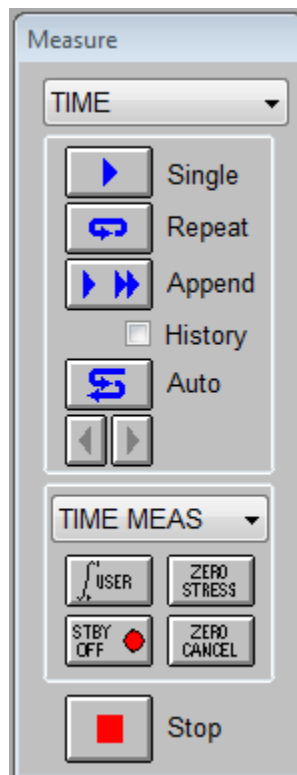 Measure
TIME
Single
Repeat
Append
History
Auto
TIME MEAS
USER
ZERO
STRESS
STBY
OFF
ZERO
CANCEL
Stop